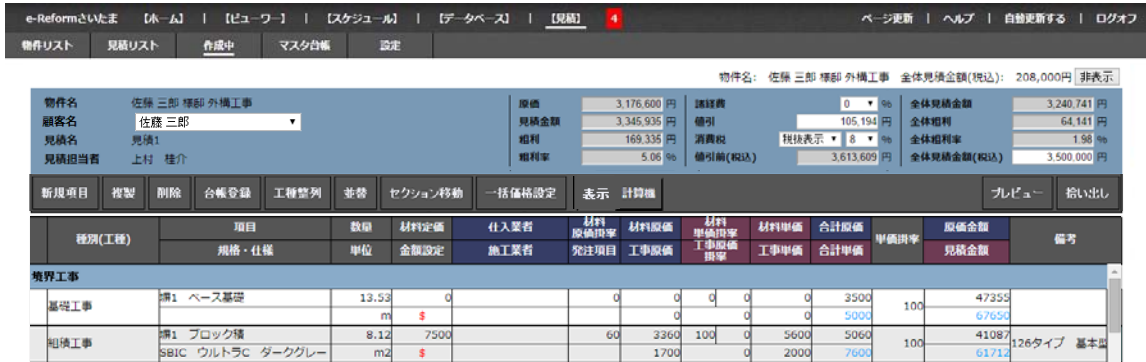 e-Reformさいたま 【ホーム】 | 【ビューワー】 | 【スケジュール】 | 【データベース】 | 【見積】 4 ページ更新 | ヘルプ | 自動更新する | ログオフ
物件リスト 見積リスト 作成中 マスタ台帳 設定
物件名: 佐藤 三郎 様邸 外構工事 全体見積金額(税込): 208,000円 非表示
物件名 佐藤 三郎 様邸 外構工事 原価 3,176,600 円 諸経費 0 % 全体見積金額 3,240,741 円
顧客名 佐藤 三郎 見積金額 3,345,935 円 値引 105,194 円 全体粗利 64,141 円
見積名 見積1 粗利 169,335 円 消費税 税抜表示 8 % 全体粗利率 1.98 %
見積担当者 上村 桂介 粗利率 5.06 % 値引前(税込) 3,613,609 円 全体見積金額(税込) 3,500,000 円
新規項目 複製 削除 台帳登録 工種整列 並替 セクション移動 一括価格設定 表示 計算機 プレビュー 拾い出し
種別(工種) 項目 数量 材料定価 仕入業者 材料原価掛率 材料原価 材料単価掛率 材料単価 合計原価 単価掛率 原価金額 備考
規格・仕様 単位 金額設定 施工業者 発注項目 工事原価 工事原価掛率 工事単価 合計単価 見積金額
境界工事
基礎工事 塀1 ベース基礎 13.53 0 0 0 0 0 0 3500 100 47355
m $ 0 0 0 5000 67650
組積工事 塀1 ブロック積 8.12 7500 60 3360 100 0 5600 5060 100 41087 126タイプ 基本型
SBIC ウルトラC ダークグレー m2 $ 1700 0 2000 7600 61712